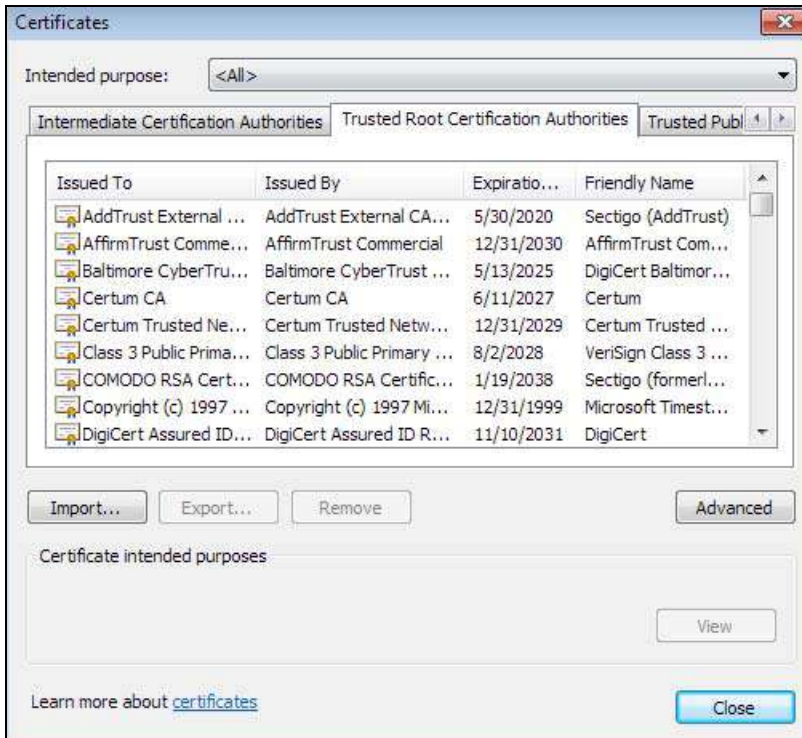 Certificates
Intended purpose: <All>
Intermediate Certification Authorities Trusted Root Certification Authorities Trusted Publ
Issued To Issued By Expiratio... Friendly Name
AddTrust External ... AddTrust External CA... 5/30/2020 Sectigo (AddTrust)
AffirmTrust Comme... AffirmTrust Commercial 12/31/2030 AffirmTrust Com...
Baltimore CyberTru... Baltimore CyberTrust ... 5/13/2025 DigiCert Baltimor...
Certum CA Certum CA 6/11/2027 Certum
Certum Trusted Ne... Certum Trusted Netw... 12/31/2029 Certum Trusted ...
Class 3 Public Prima... Class 3 Public Primary ... 8/2/2028 VeriSign Class 3 ...
COMODO RSA Cert... COMODO RSA Certific... 1/19/2038 Sectigo (formerl...
Copyright (c) 1997 ... Copyright (c) 1997 Mi... 12/31/1999 Microsoft Timest...
DigiCert Assured ID... DigiCert Assured ID R... 11/10/2031 DigiCert
Import... Export... Remove Advanced
Certificate intended purposes
View
Learn more about certificates
Close